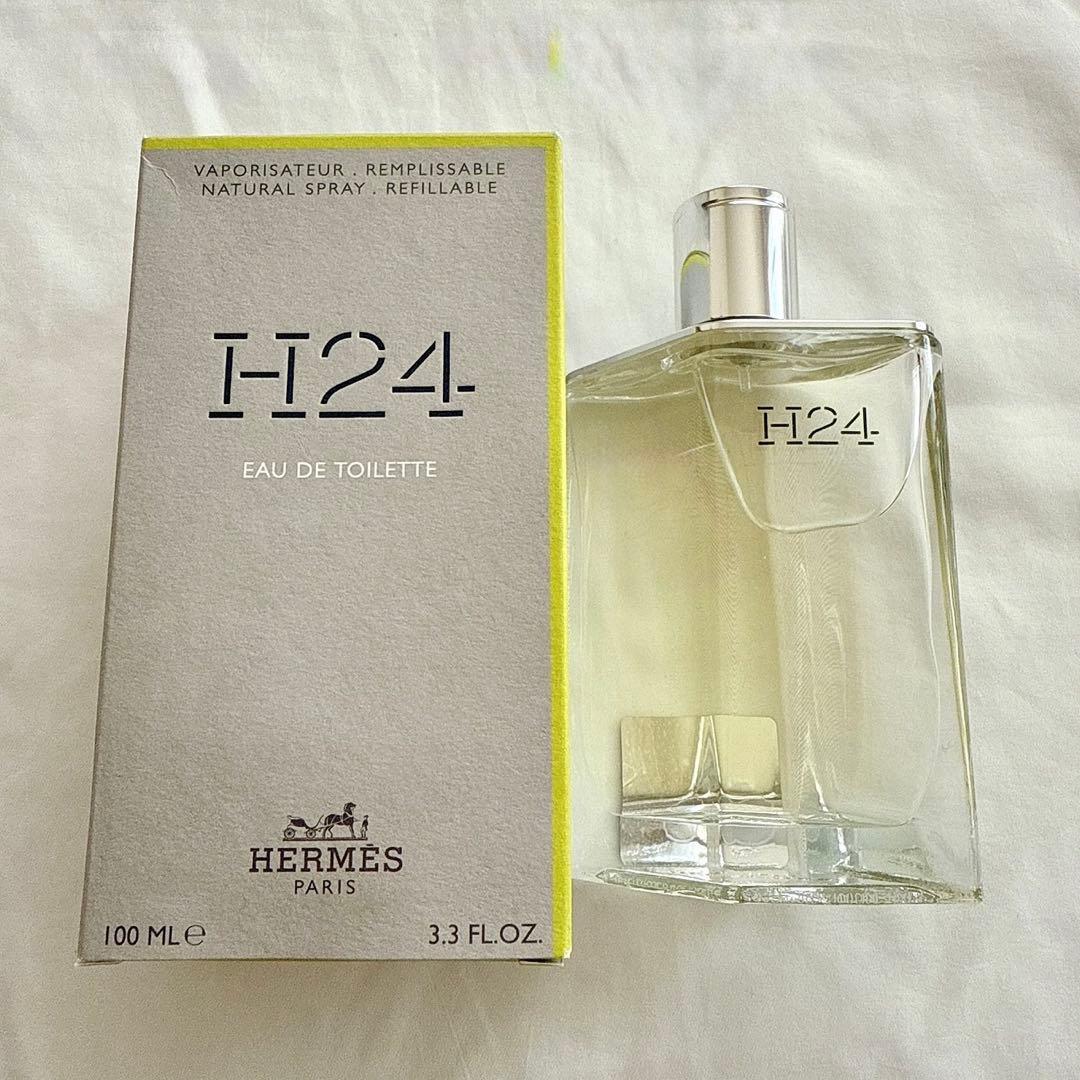 VAPORISATEUR . REMPLISSABLE
NATURAL SPRAY . REFILLABLE
H24
EAU DE TOILETTE
HERMÈS
PARIS
100 ML ℮
3.3 FL.OZ.
H24